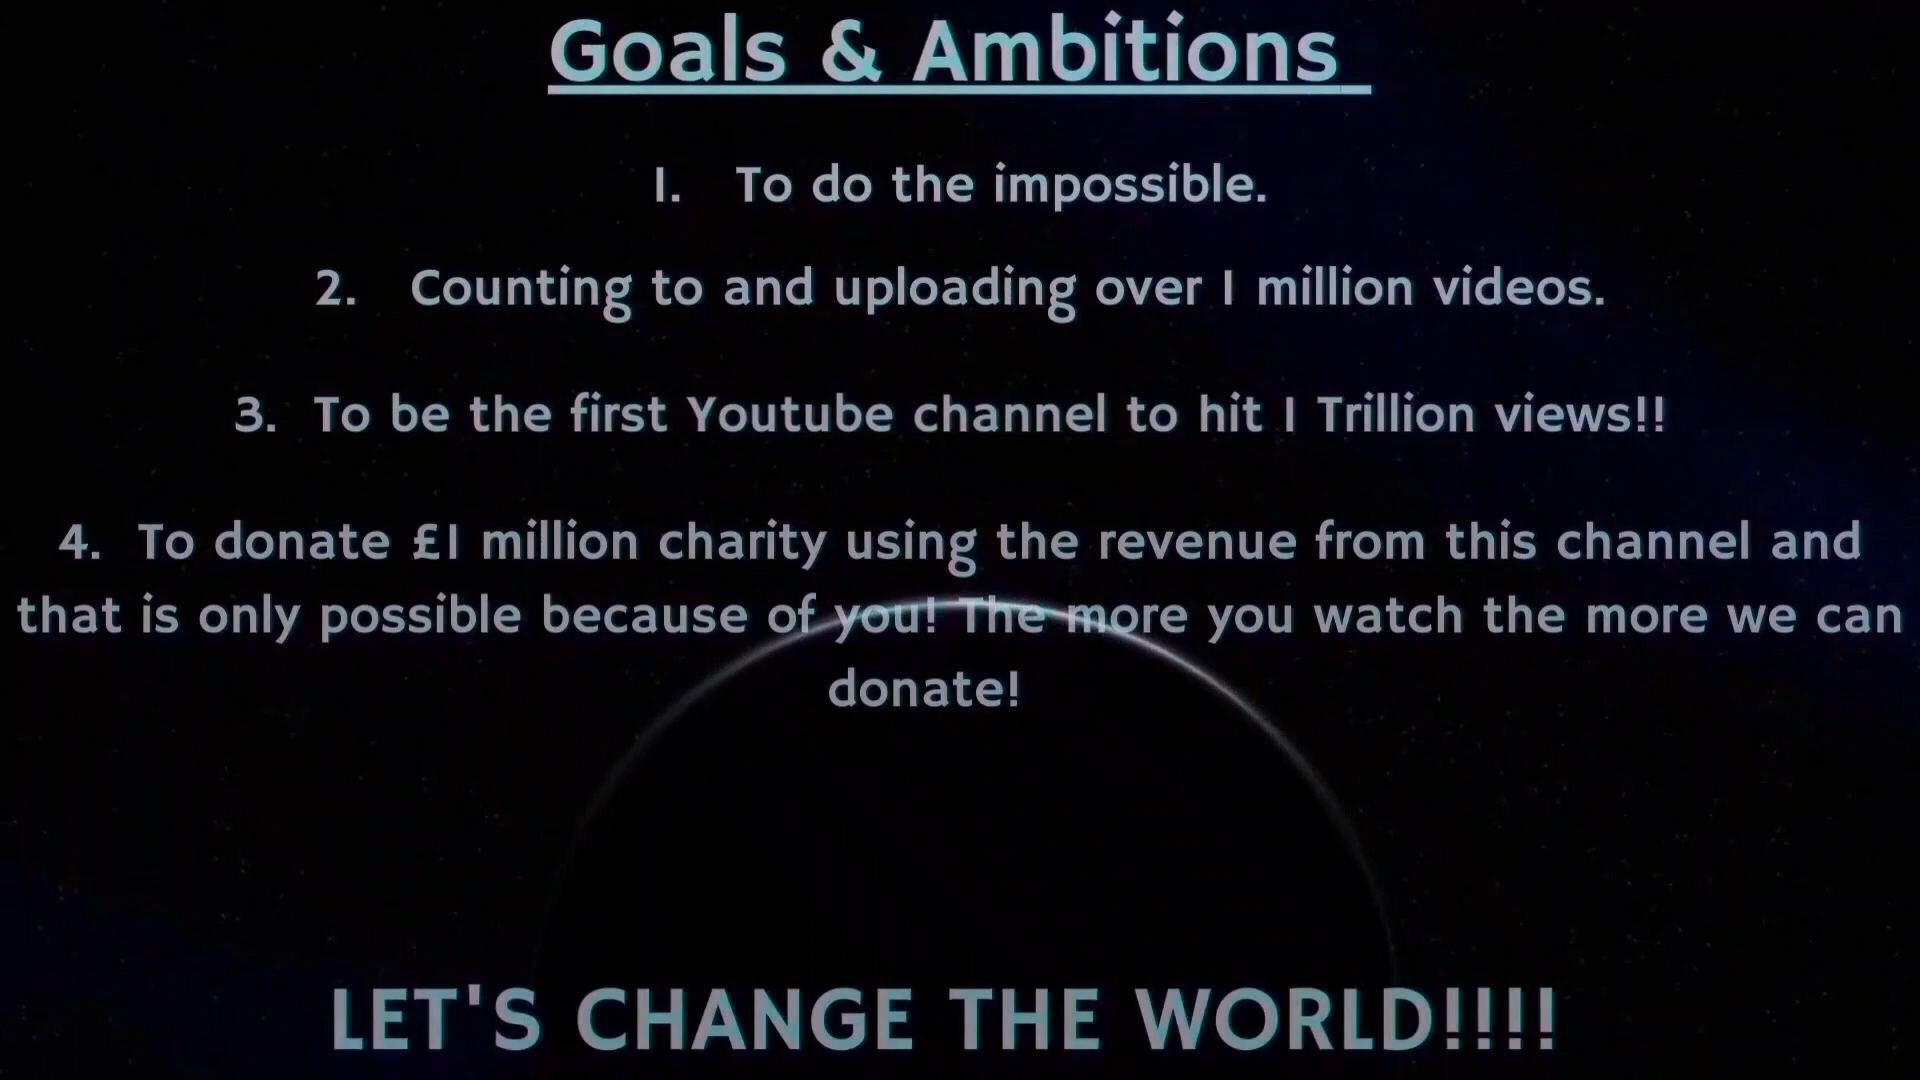 Goals & Ambitions
1. To do the impossible.
2. Counting to and uploading over 1 million videos.
3. To be the first Youtube channel to hit 1 Trillion views!!
4. To donate £1 million charity using the revenue from this channel and
that is only possible because of you! The more you watch the more we can
donate!
LET'S CHANGE THE WORLD!!!!